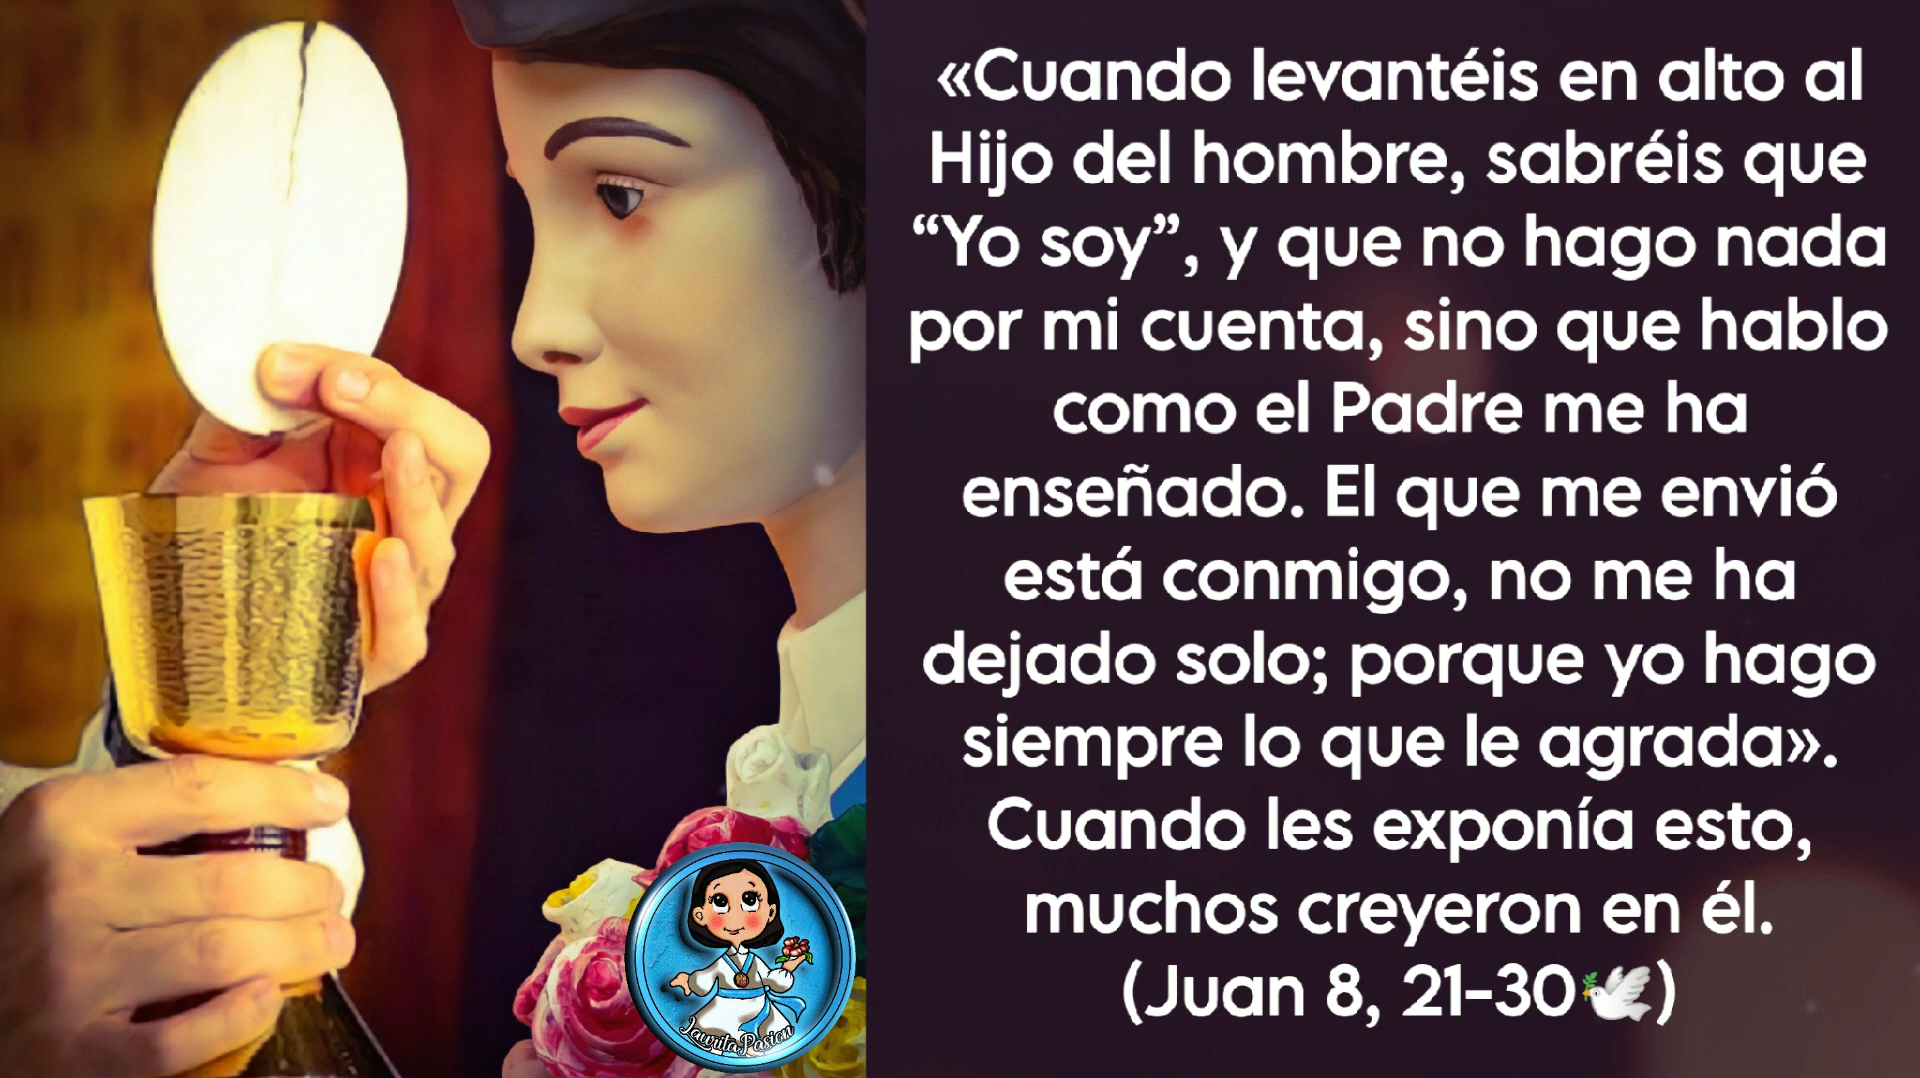 «Cuando levantéis en alto al
Hijo del hombre, sabréis que
“Yo soy”, y que no hago nada
por mi cuenta, sino que hablo
como el Padre me ha
enseñado. El que me envió
está conmigo, no me ha
dejado solo; porque yo hago
siempre lo que le agrada».
Cuando les exponía esto,
muchos creyeron en él.
(Juan 8, 21-30🕊️)
LauritaPasion